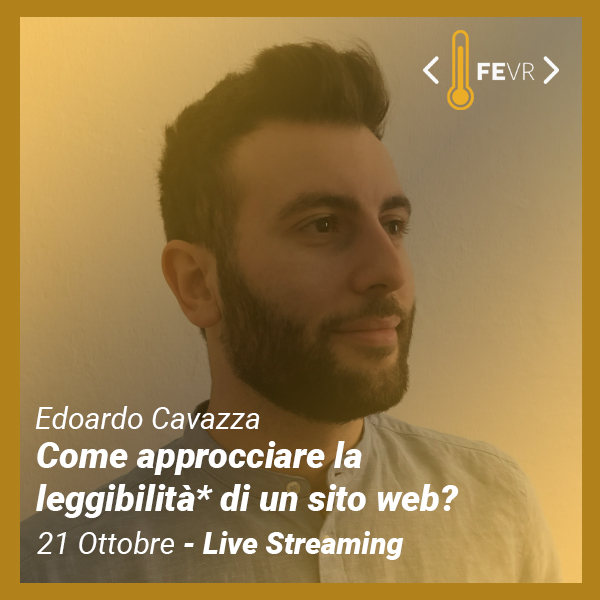 < FEVR >
Edoardo Cavazza
Come approcciare la
leggibilità* di un sito web?
21 Ottobre - Live Streaming